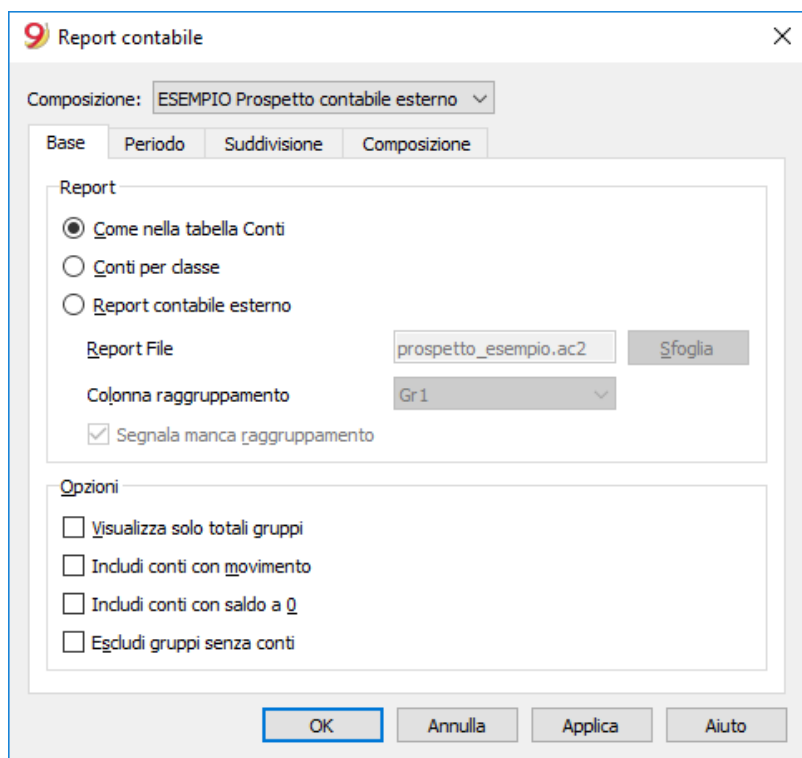 Report contabile
Composizione: ESEMPIO Prospetto contabile esterno
Base Periodo Suddivisione Composizione
Report
Come nella tabella Conti
Conti per classe
Report contabile esterno
Report File prospetto_esempio.ac2 Sfoglia
Colonna raggruppamento Gr1
Segnala manca raggruppamento
Opzioni
Visualizza solo totali gruppi
Includi conti con movimento
Includi conti con saldo a 0
Escludi gruppi senza conti
OK Annulla Applica Aiuto